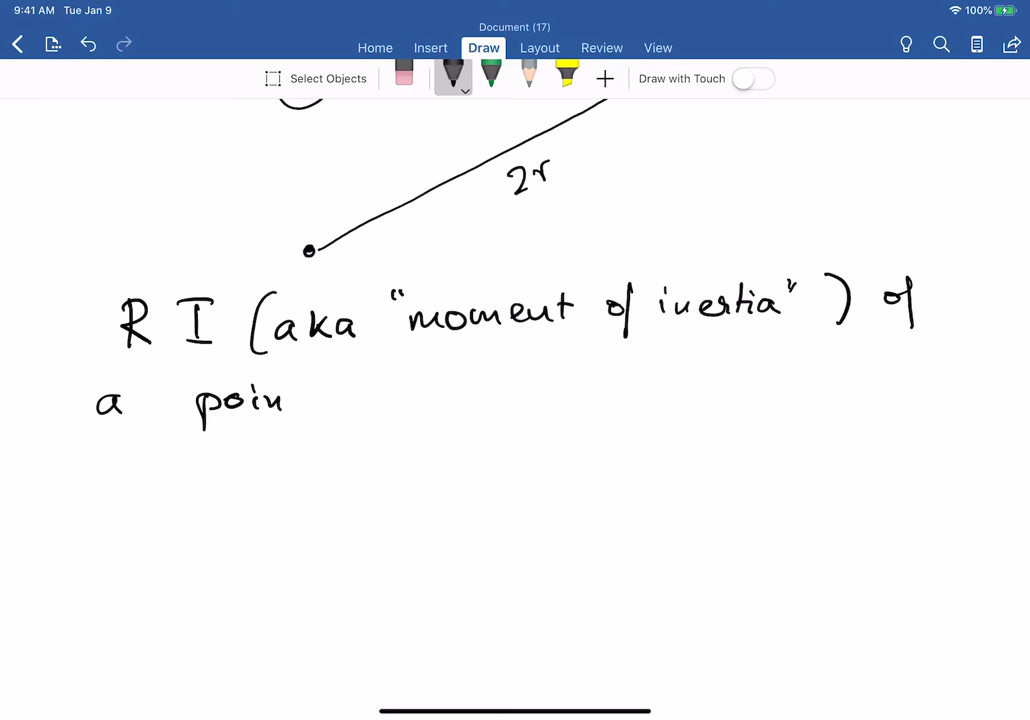 9:41 AM Tue Jan 9 100%
Document (17)
Home Insert Draw Layout Review View
Select Objects Draw with Touch
2r
R I (aka "moment of inertia") of
a poin